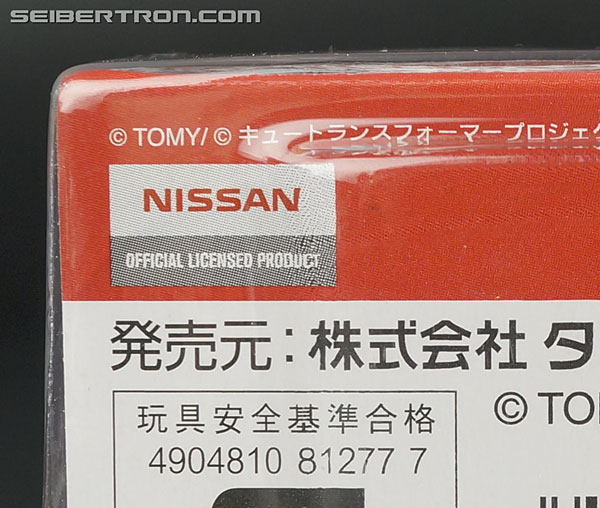 SEIBERTRON.COM
© TOMY/ © キュートランスフォーマープロジェク
NISSAN
OFFICIAL LICENSED PRODUCT
発売元：株式会社 タ
© TO
玩具安全基準合格
4904810 81277 7